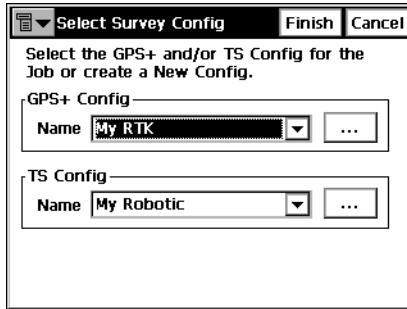 Select Survey Config Finish Cancel
Select the GPS+ and/or TS Config for the
Job or create a New Config.
GPS+ Config
Name My RTK ...
TS Config
Name My Robotic ...